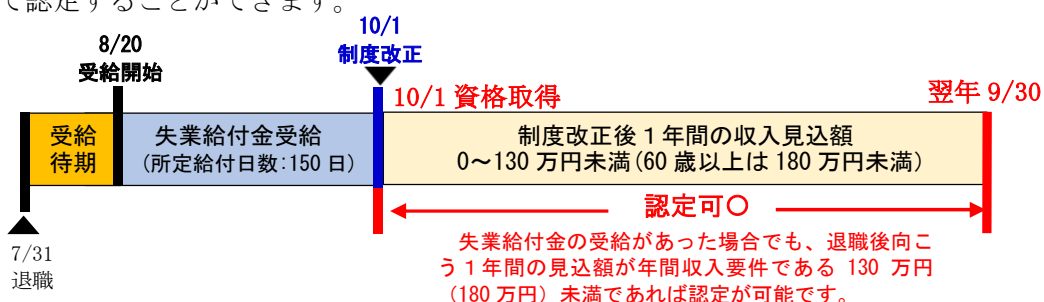 て認定することができます。
10/1
制度改正
8/20
受給開始
10/1 資格取得
翌年 9/30
受給
待期
失業給付金受給
(所定給付日数:150 日)
制度改正後1年間の収入見込額
0～130 万円未満(60 歳以上は 180 万円未満)
認定可〇
7/31
退職
失業給付金の受給があった場合でも、退職後向こ
う1年間の見込額が年間収入要件である 130 万円
(180 万円) 未満であれば認定が可能です。